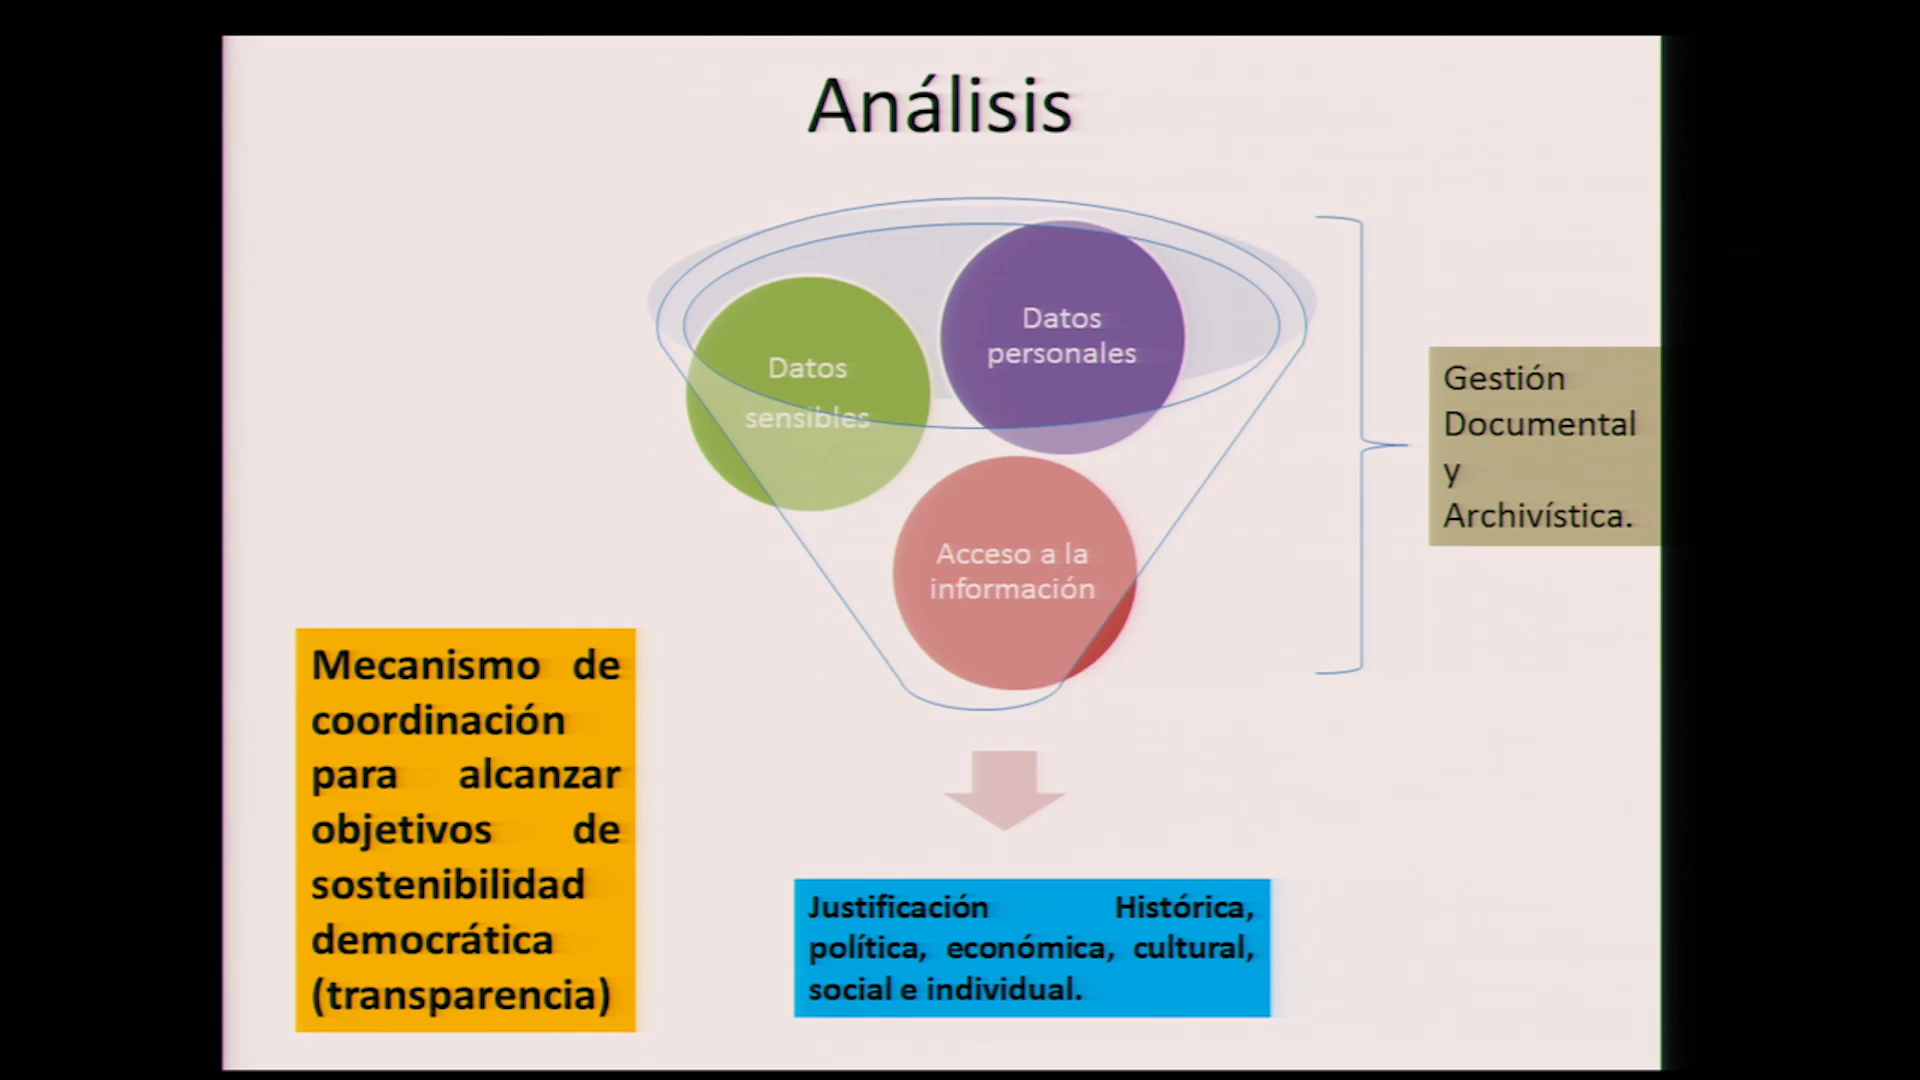 Análisis
Datos
personales
Datos
sensibles
Acceso a la
información
Gestión
Documental
y
Archivística.
Mecanismo de
coordinación
para alcanzar
objetivos de
sostenibilidad
democrática
(transparencia)
Justificación Histórica,
política, económica, cultural,
social e individual.